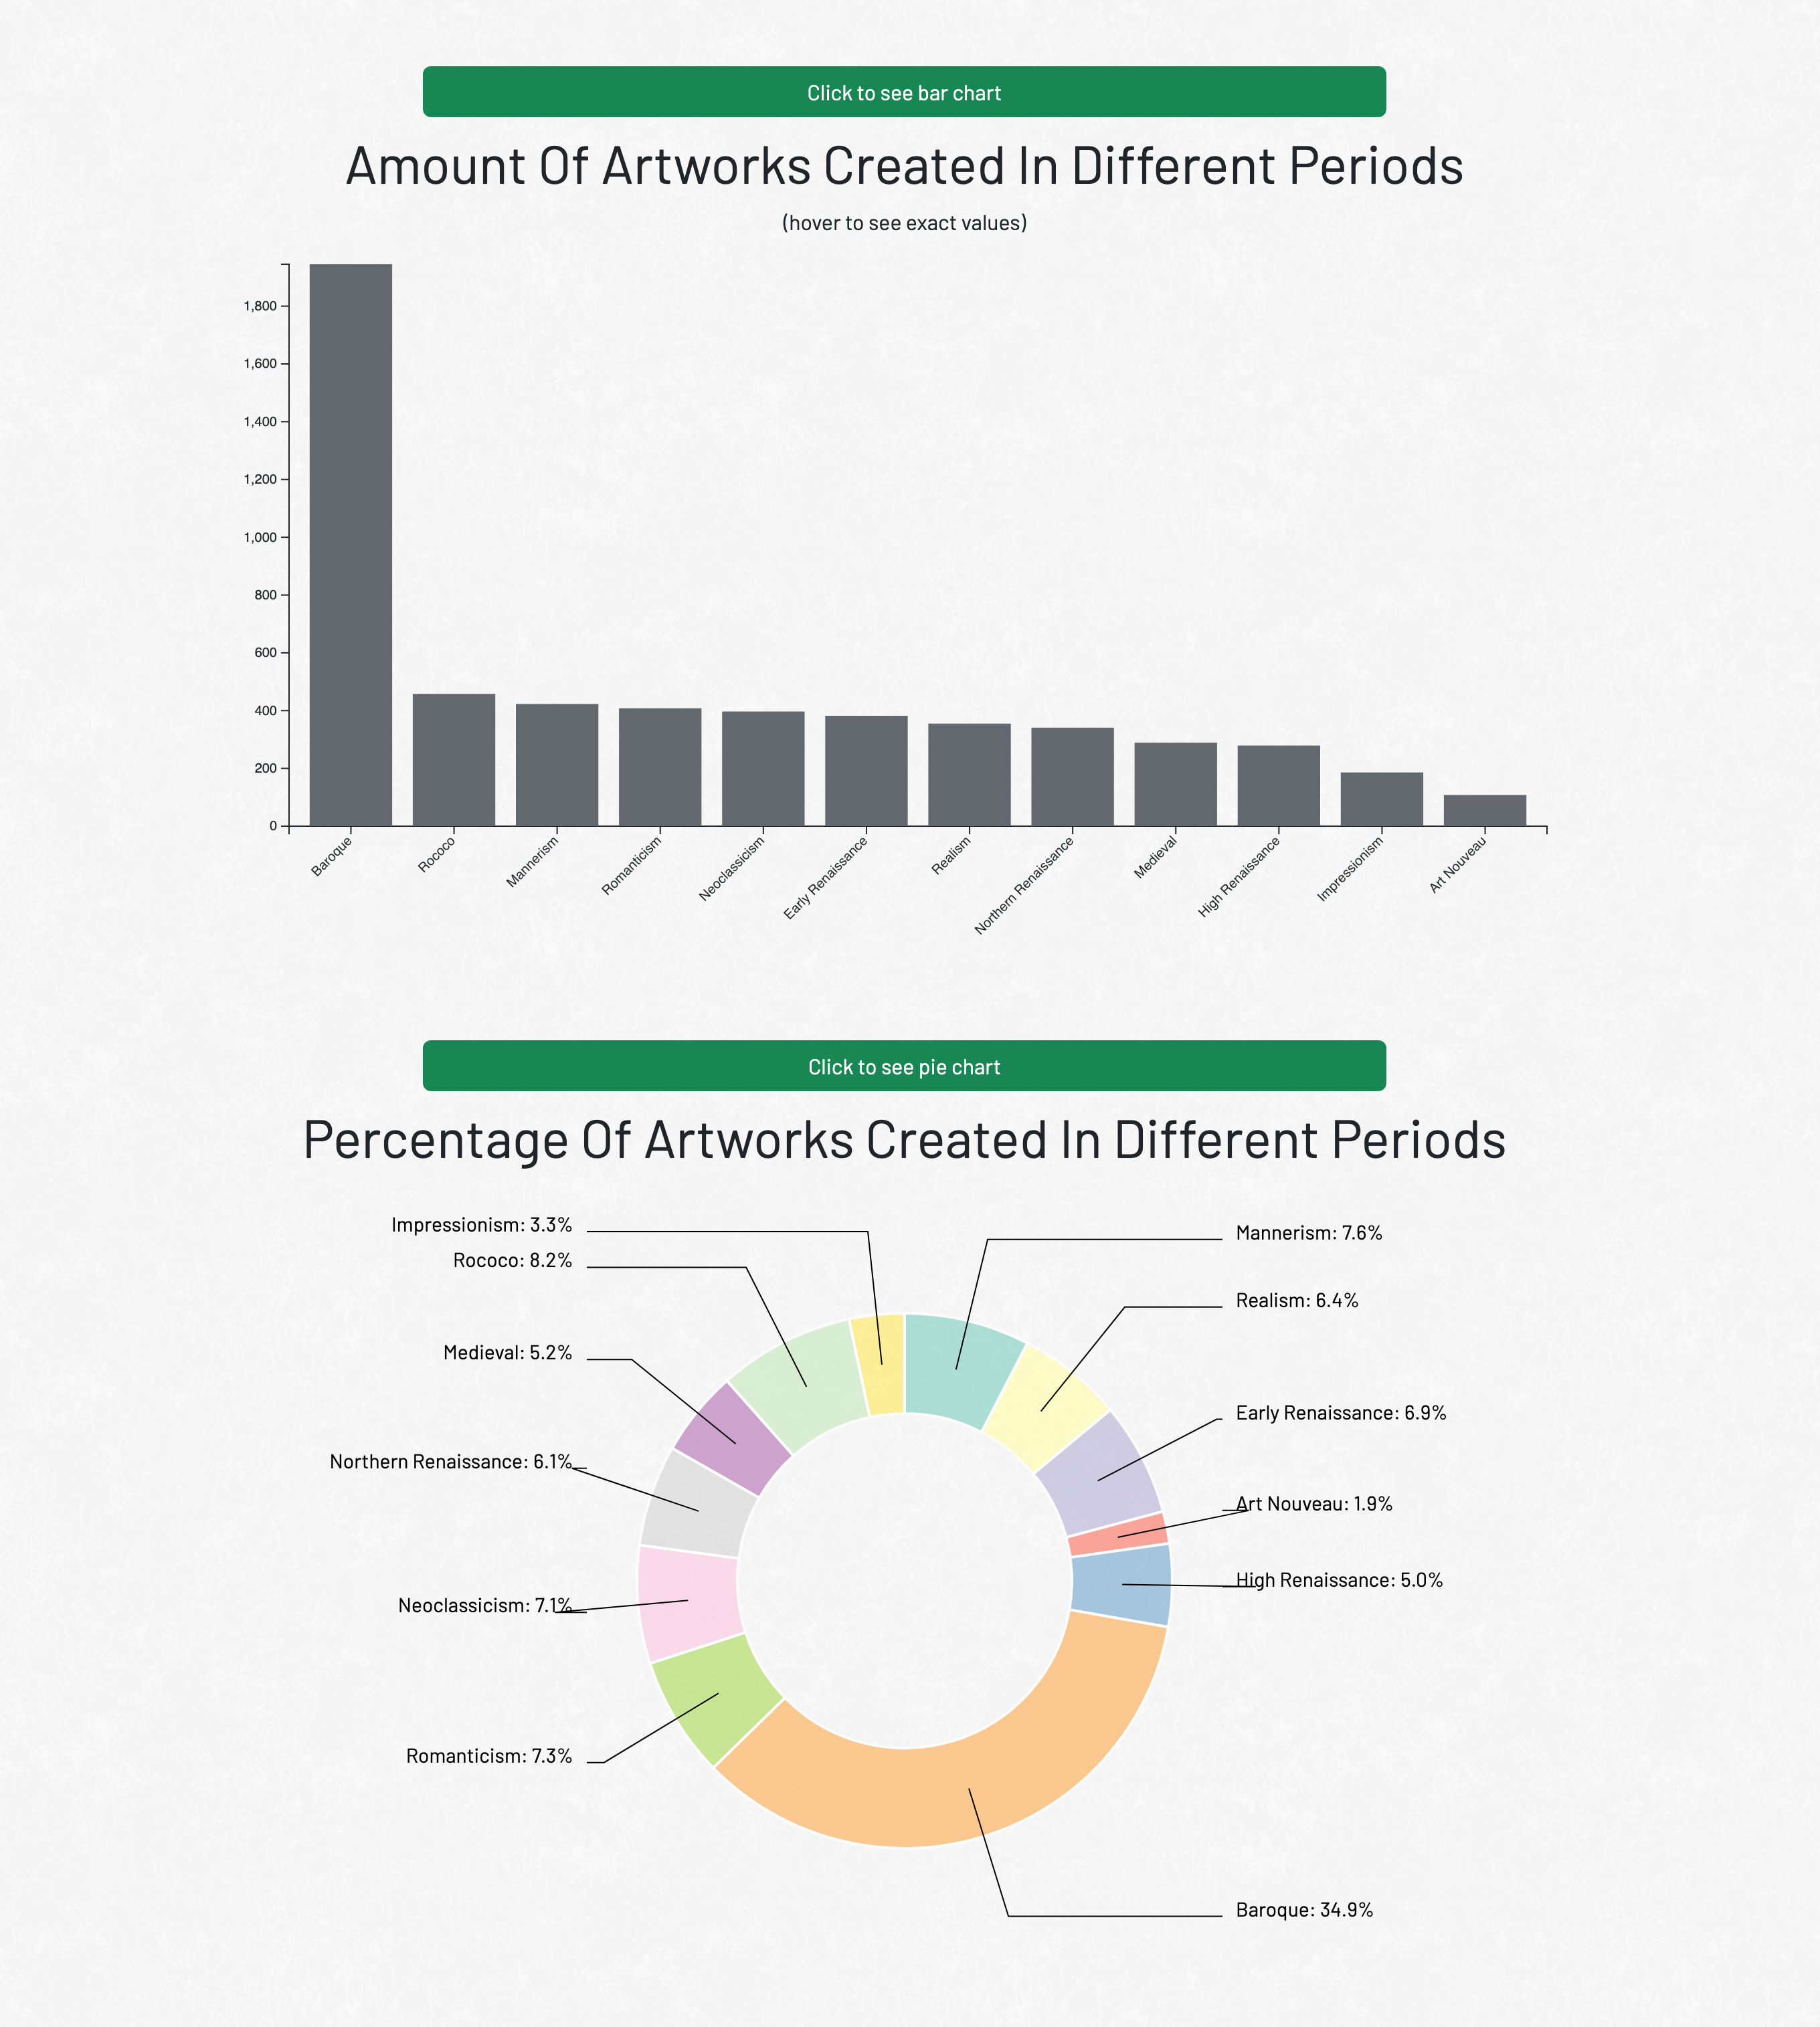 Click to see bar chart
Amount Of Artworks Created In Different Periods
(hover to see exact values)
1,800
1,600
1,400
1,200
1,000
800
600
400
200
0
Baroque
Rococo
Mannerism
Romanticism
Neoclassicism
Early Renaissance
Realism
Northern Renaissance
Medieval
High Renaissance
Impressionism
Art Nouveau
Click to see pie chart
Percentage Of Artworks Created In Different Periods
Impressionism: 3.3%
Mannerism: 7.6%
Rococo: 8.2%
Realism: 6.4%
Medieval: 5.2%
Early Renaissance: 6.9%
Northern Renaissance: 6.1%
Art Nouveau: 1.9%
High Renaissance: 5.0%
Neoclassicism: 7.1%
Romanticism: 7.3%
Baroque: 34.9%